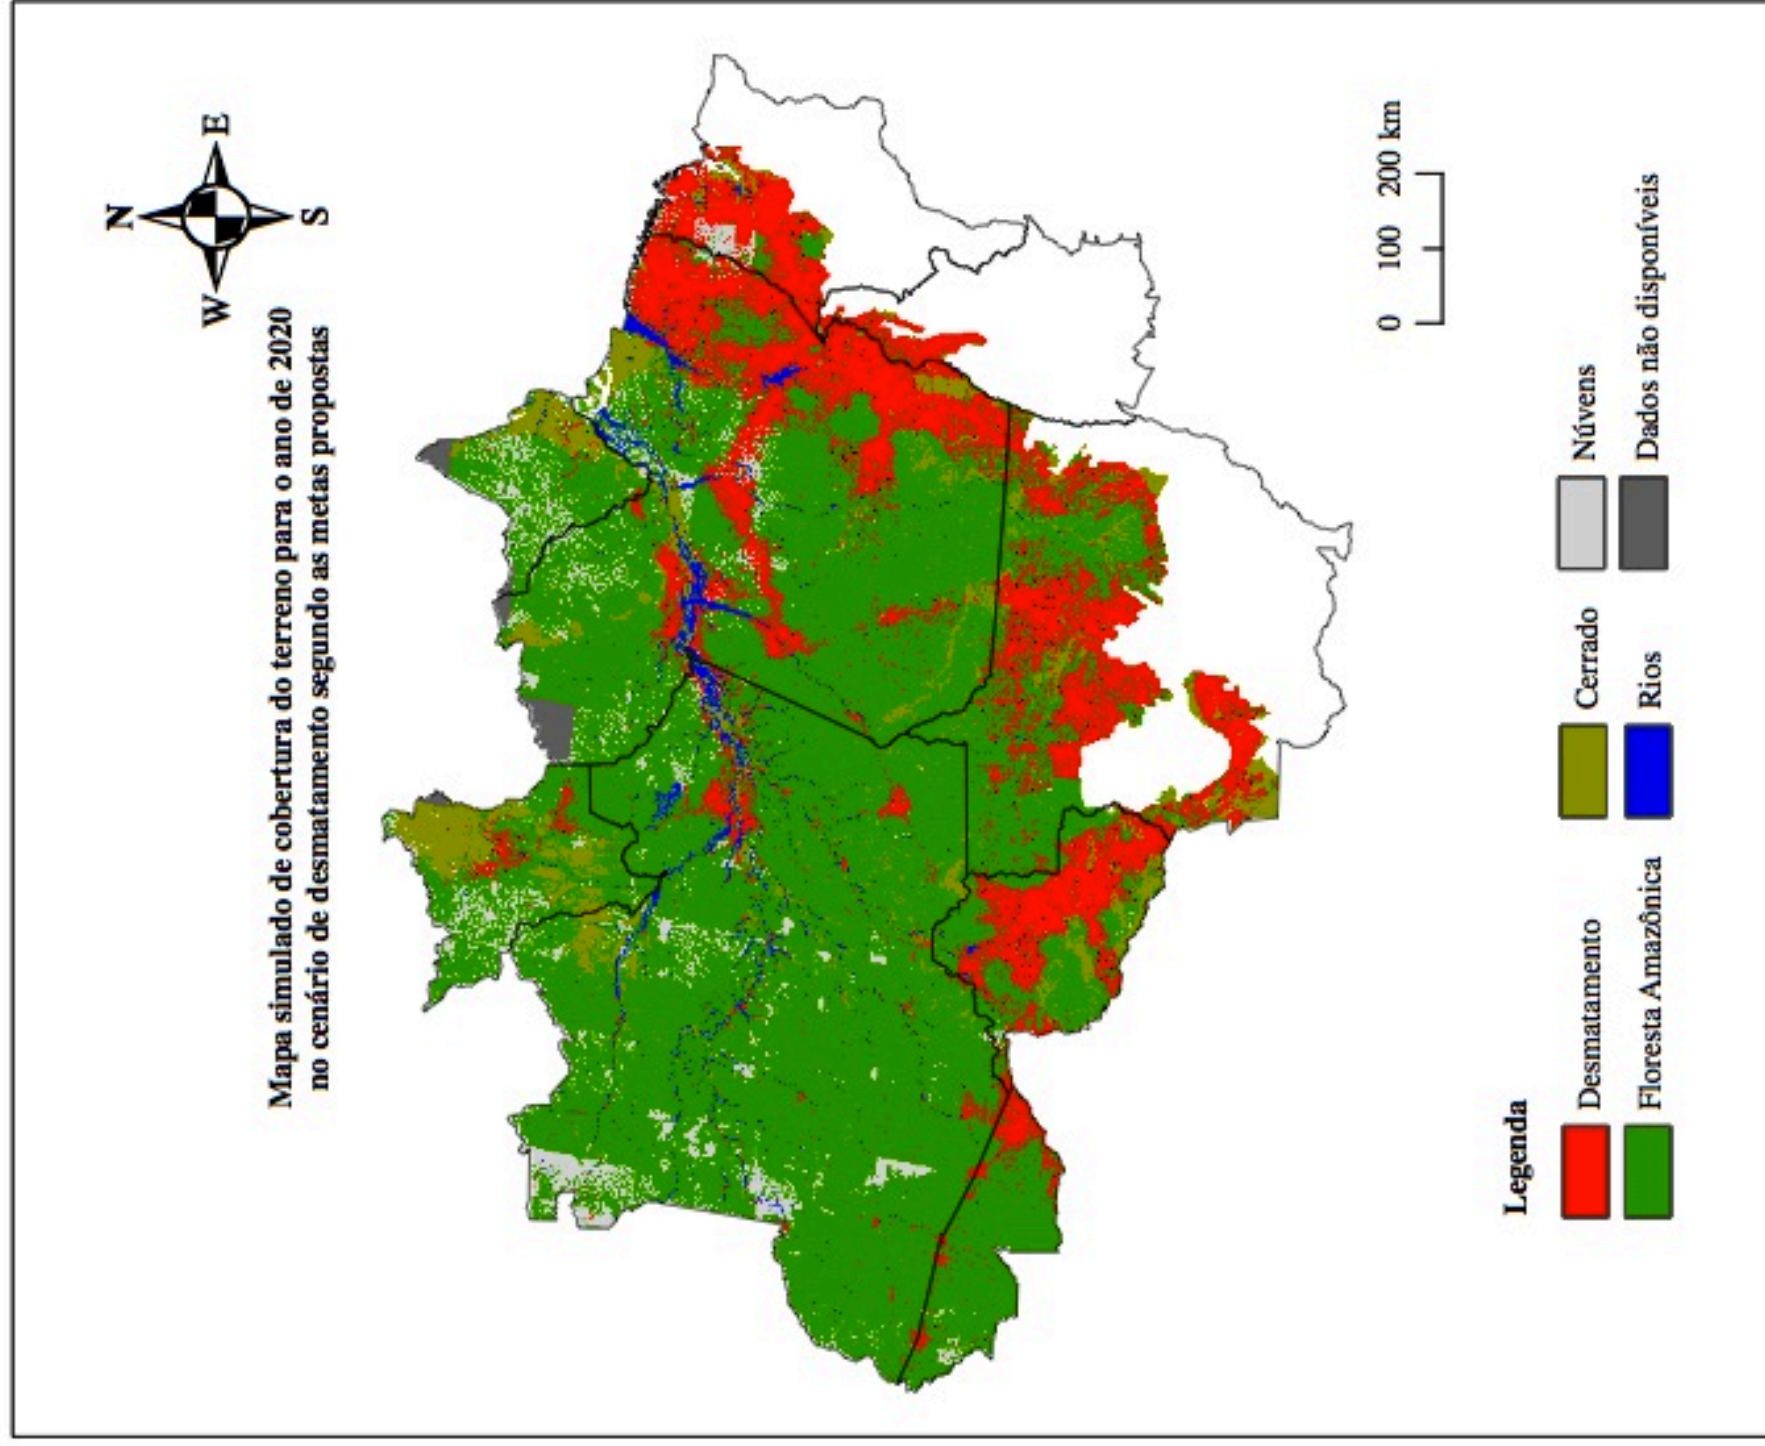 N
W E
S
Mapa simulado de cobertura do terreno para o ano de 2020
no cenário de desmatamento segundo as metas propostas
0 100 200 km
Legenda
Desmatamento
Cerrado
Núvens
Floresta Amazônica
Rios
Dados não disponíveis